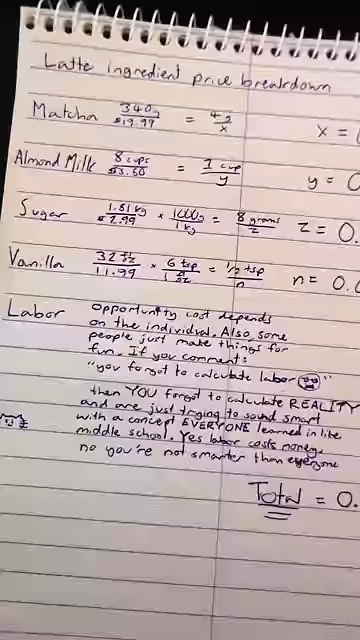 Latte ingredient price breakdown
Matcha 340g/$19.99 = 4g/x x = 0
Almond Milk 8 cups/$3.60 = 1 cup/y y = 0
Sugar 1.81kg/$2.99 × 1000g/1kg = 8 grams/z z = 0.
Vanilla 32 fl oz/11.99 × 6 tsp/1 fl oz = 1/2 tsp/n n = 0.0
Labor opportunity cost depends
on the individual. Also, some
people just make things for
fun. If you comment:
"you forgot to calculate labor
then YOU forgot to calculate REALITY
and are just trying to sound smart
with a concept EVERYONE learned in like
middle school. Yes labor costs money,
no you're not smarter than everyone
Total = 0.